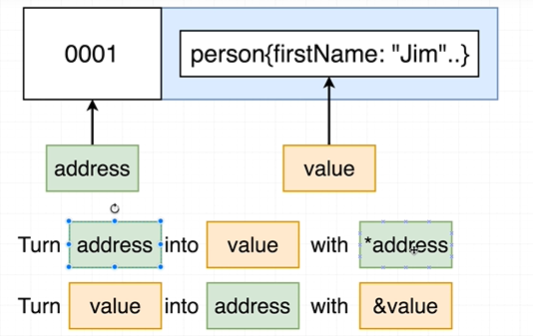 0001 person{firstName: "Jim"..}
address value
Turn address into value with *address
Turn value into address with &value